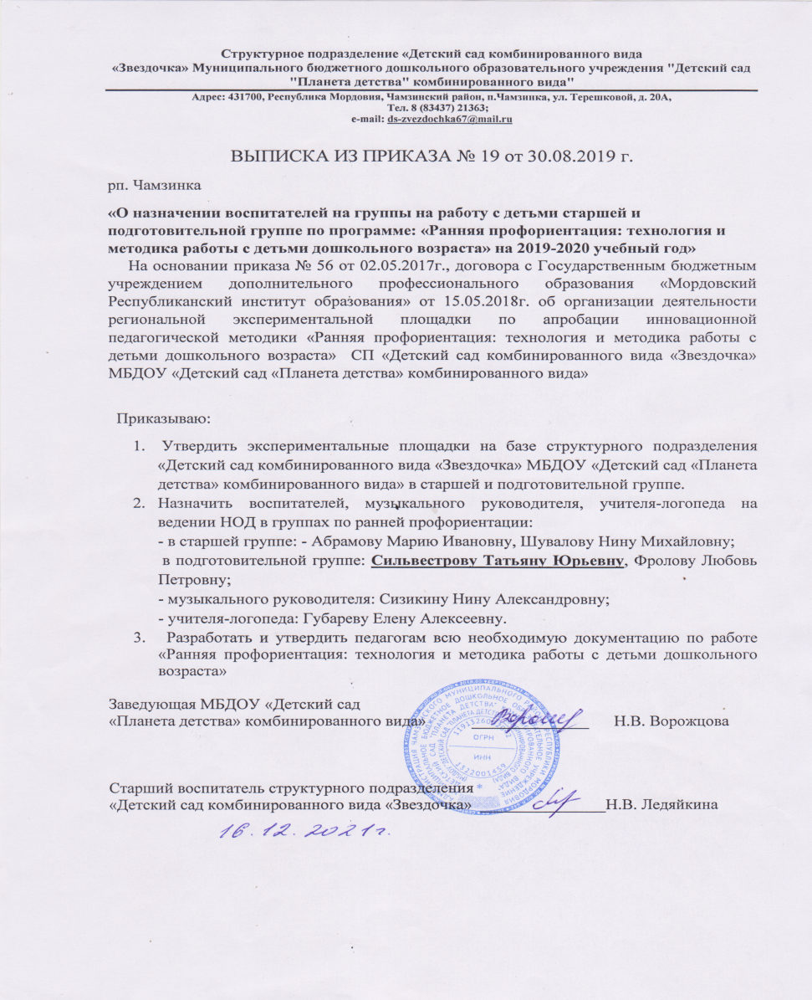 Структурное подразделение «Детский сад комбинированного вида
«Звездочка» Муниципального бюджетного дошкольного образовательного учреждения "Детский сад
"Планета детства" комбинированного вида"
Адрес: 431700, Республика Мордовия, Чамзинский район, п.Чамзинка, ул. Терешковой, д. 20А,
Тел. 8 (83437) 21363;
e-mail: ds-zvezdochka67@mail.ru
ВЫПИСКА ИЗ ПРИКАЗА № 19 от 30.08.2019 г.
рп. Чамзинка
«О назначении воспитателей на группы на работу с детьми старшей и
подготовительной группе по программе: «Ранняя профориентация: технология и
методика работы с детьми дошкольного возраста» на 2019-2020 учебный год»
На основании приказа № 56 от 02.05.2017г., договора с Государственным бюджетным
учреждением дополнительного профессионального образования «Мордовский
Республиканский институт образования» от 15.05.2018г. об организации деятельности
региональной экспериментальной площадки по апробации инновационной
педагогической методики «Ранняя профориентация: технология и методика работы с
детьми дошкольного возраста» СП «Детский сад комбинированного вида «Звездочка»
МБДОУ «Детский сад «Планета детства» комбинированного вида»
Приказываю:
1. Утвердить экспериментальные площадки на базе структурного подразделения
«Детский сад комбинированного вида «Звездочка» МБДОУ «Детский сад «Планета
детства» комбинированного вида» в старшей и подготовительной группе.
2. Назначить воспитателей, музыкального руководителя, учителя-логопеда на
ведении НОД в группах по ранней профориентации:
- в старшей группе: - Абрамову Марию Ивановну, Шувалову Нину Михайловну;
в подготовительной группе: Сильвестрову Татьяну Юрьевну, Фролову Любовь
Петровну;
- музыкального руководителя: Сизикину Нину Александровну;
- учителя-логопеда: Губареву Елену Алексеевну.
3. Разработать и утвердить педагогам всю необходимую документацию по работе
«Ранняя профориентация: технология и методика работы с детьми дошкольного
возраста»
Заведующая МБДОУ «Детский сад
«Планета детства» комбинированного вида» Н.В. Ворожцова
ОГРН
ИНН
1322001459
Старший воспитатель структурного подразделения
«Детский сад комбинированного вида «Звездочка» Н.В. Ледяйкина
16.12.2021г.